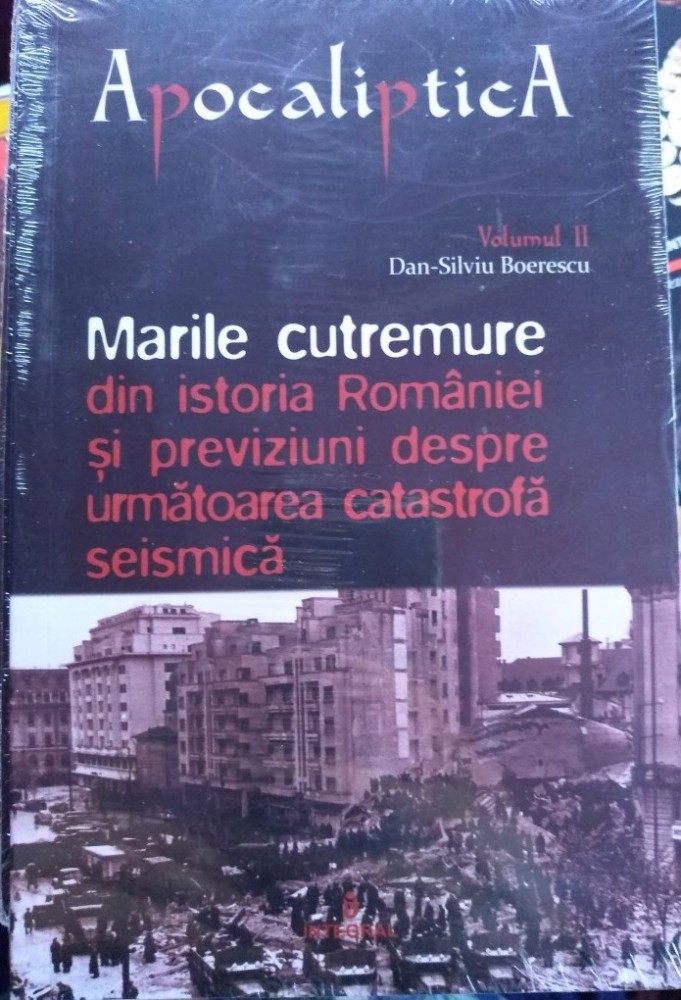 ApocalipticA
Volumul II
Dan-Silviu Boerescu
Marile cutremure
din istoria României
și previziuni despre
următoarea catastrofă
seismică
INTEGRAL